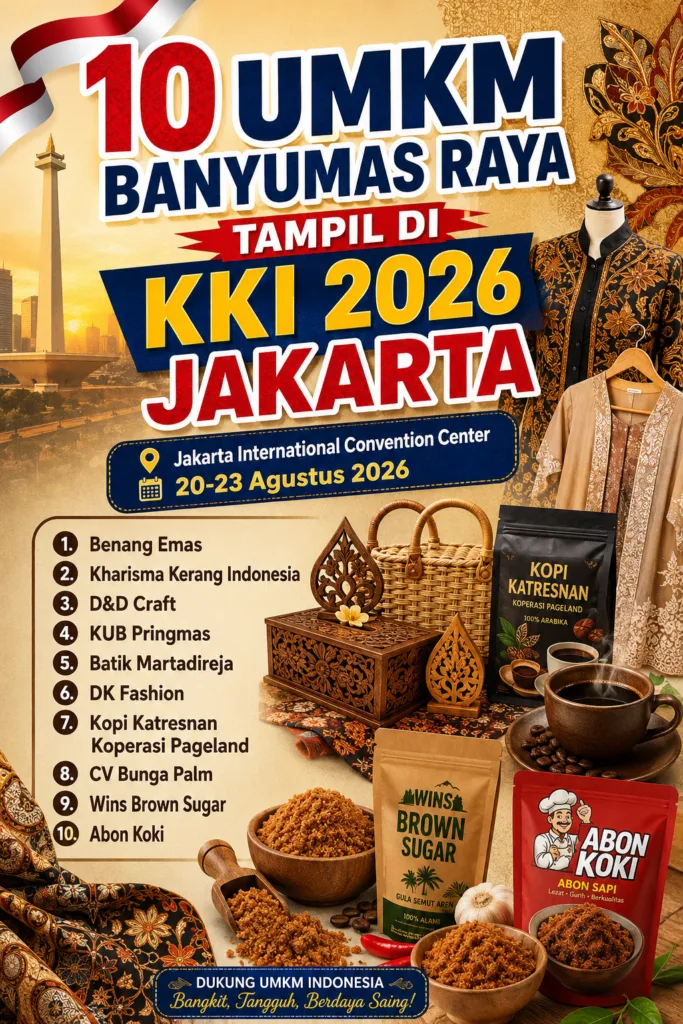 10 UMKM
BANYUMAS RAYA
TAMPIL DI
KKI 2026
JAKARTA
Jakarta International Convention Center
20-23 Agustus 2026
1. Benang Emas
2. Kharisma Kerang Indonesia
3. D&D Craft
4. KUB Pringmas
5. Batik Martadireja
6. DK Fashion
7. Kopi Katresnan
Koperasi Pageland
8. CV Bunga Palm
9. Wins Brown Sugar
10. Abon Koki
KOPI
KATRESNAN
KOPERASI PAGELAND
100% ARABIKA
WINS
BROWN
SUGAR
GULA SEMUT AREN
100% ALAMI
ABON
KOKI
ABON SAPI
Lezat • Gurih • Berkualitas
DUKUNG UMKM INDONESIA
Bangkit, Tangguh, Berdaya Saing!